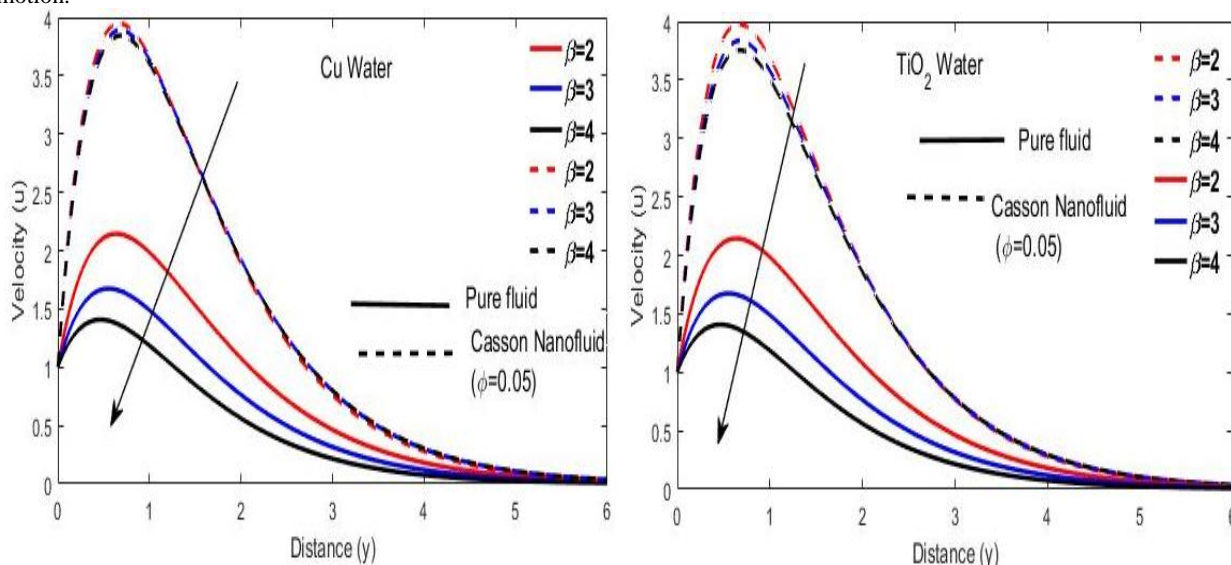 motion.
4
3.5
3
2.5
2
1.5
1
0.5
0
0
1
2
3
4
5
6
Velocity (u)
Distance (y)
Cu Water
β=2
β=3
β=4
β=2
β=3
β=4
Pure fluid
Casson Nanofluid
(ϕ=0.05)
4
3.5
3
2.5
2
1.5
1
0.5
0
0
1
2
3
4
5
6
Velocity (u)
Distance (y)
TiO2 Water
β=2
β=3
β=4
β=2
β=3
β=4
Pure fluid
Casson Nanofluid
(ϕ=0.05)